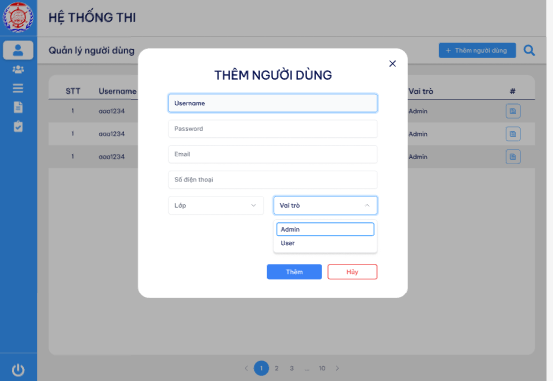 HỆ THỐNG THI
Quản lý người dùng
+ Thêm người dùng
STT Username Vai trò #
1 aaa1234 Admin
1 aaa1234 Admin
1 aaa1234 Admin
THÊM NGƯỜI DÙNG
Username
Password
Email
Số điện thoại
Lớp Vai trò
Admin
User
Thêm Hủy
1 2 3 ... 10